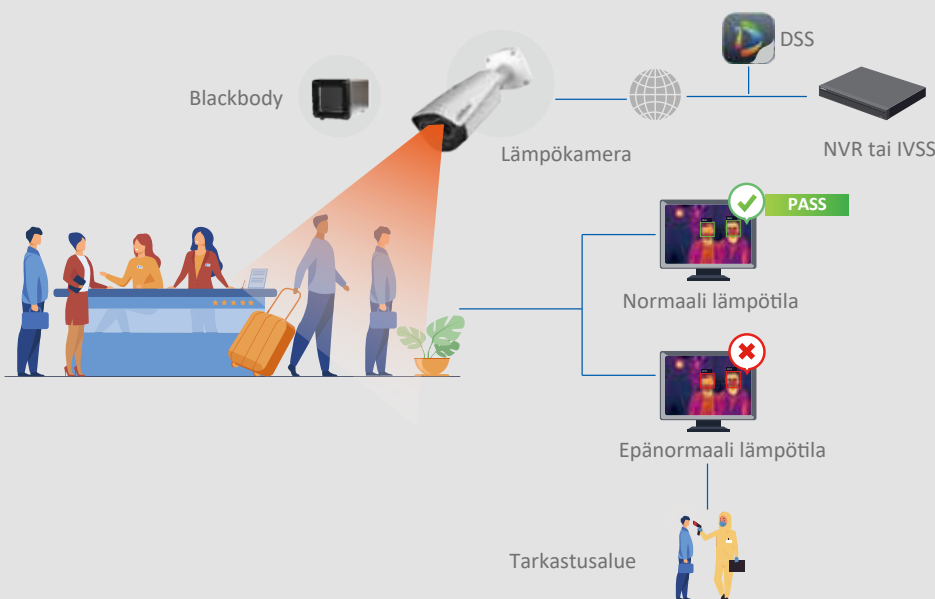 DSS
Blackbody
Lämpökamera
NVR tai IVSS
PASS
Normaali lämpötila
Epänormaali lämpötila
Tarkastusalue